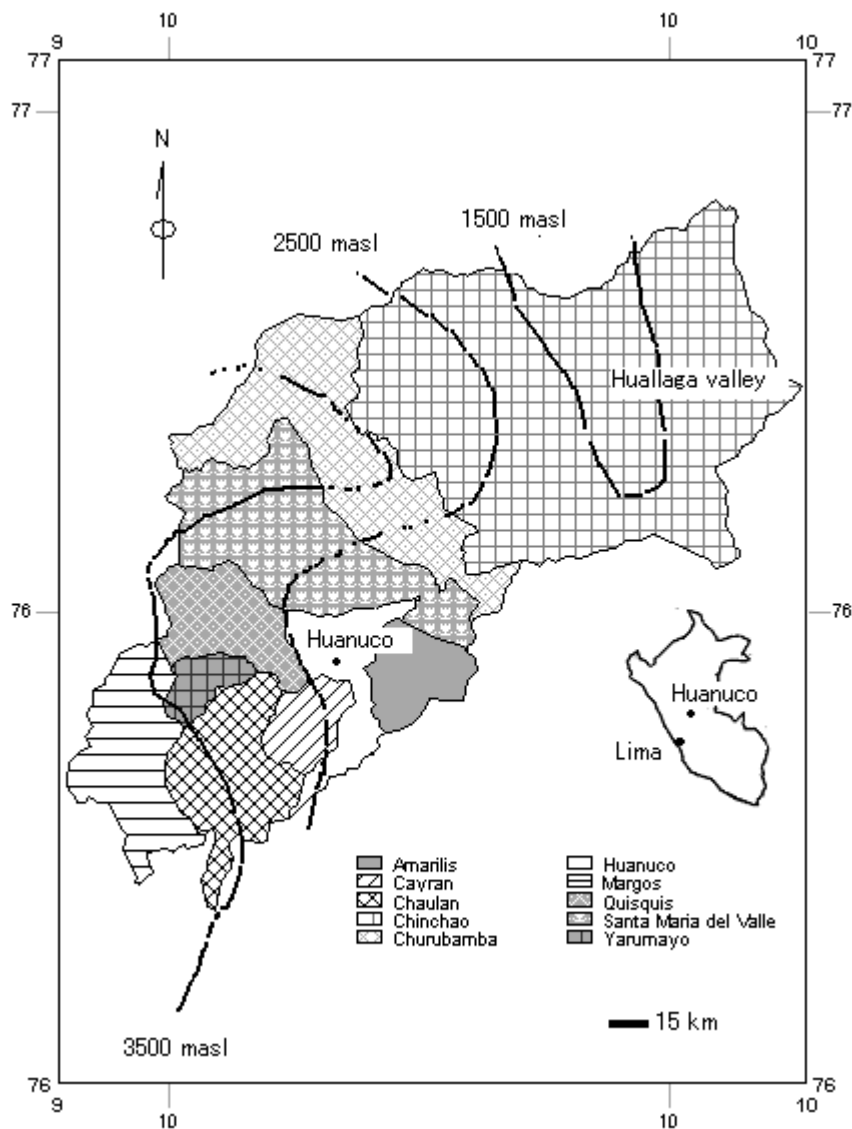 10 10
9 10
77 77
77 77
N
1500 masl
2500 masl
Huallaga valley
76 76
Huanuco
Huanuco
Lima
Amarilis
Cayran
Chaulan
Chinchao
Churubamba
Huanuco
Margos
Quisquis
Santa Maria del Valle
Yarumayo
15 km
3500 masl
76 76
9 10
10 10